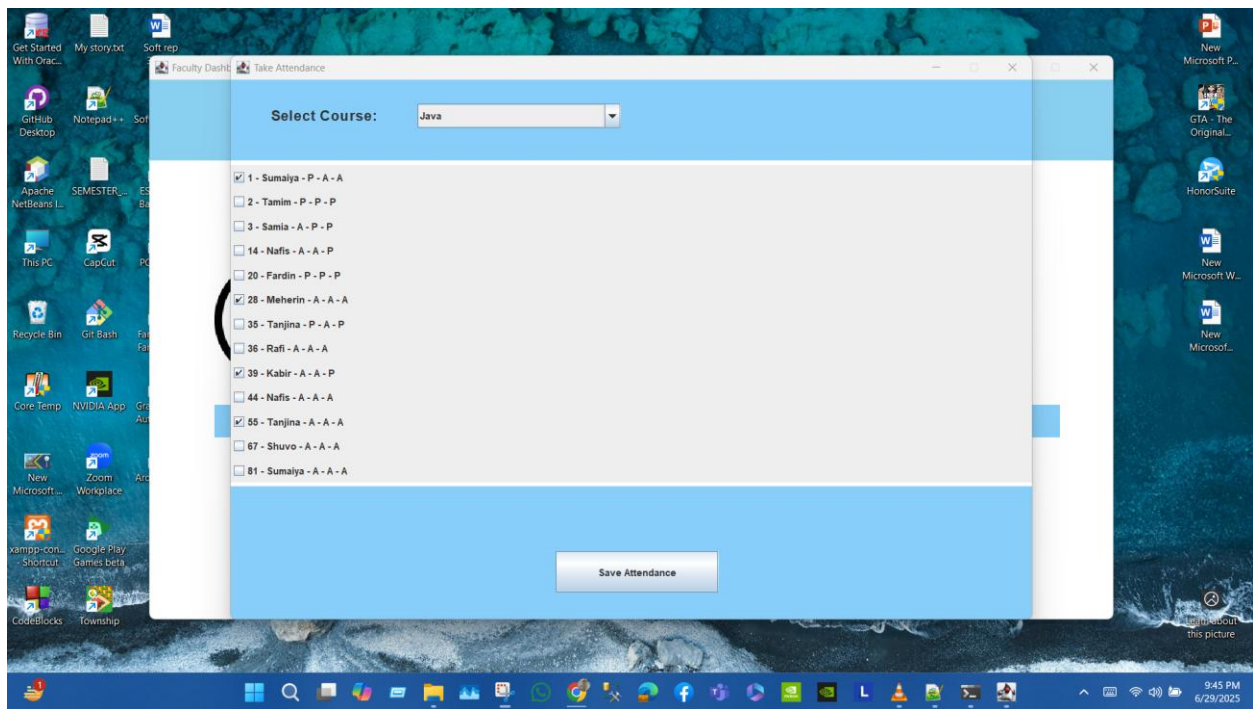 Get Started With Orac...
My story.txt
Soft rep
New Microsoft P...
Faculty Dashb
Take Attendance
Select Course:
Java
GitHub Desktop
Notepad++
Sof
GTA - The Original...
1 - Sumaiya - P - A - A
2 - Tamim - P - P - P
3 - Samia - A - P - P
14 - Nafis - A - A - P
20 - Fardin - P - P - P
28 - Meherin - A - A - A
35 - Tanjina - P - A - P
36 - Rafi - A - A - A
39 - Kabir - A - A - P
44 - Nafis - A - A - A
55 - Tanjina - A - A - A
67 - Shuvo - A - A - A
81 - Sumaiya - A - A - A
Save Attendance
Apache NetBeans I...
SEMESTER_...
HonorSuite
This PC
CapCut
New Microsoft W...
Recycle Bin
Git Bash
New Microsof...
Core Temp
NVIDIA App
New Microsoft ...
Zoom Workplace
xampp-con... - Shortcut
Google Play Games beta
CodeBlocks
Township
Learn about this picture
9:45 PM
6/29/2025